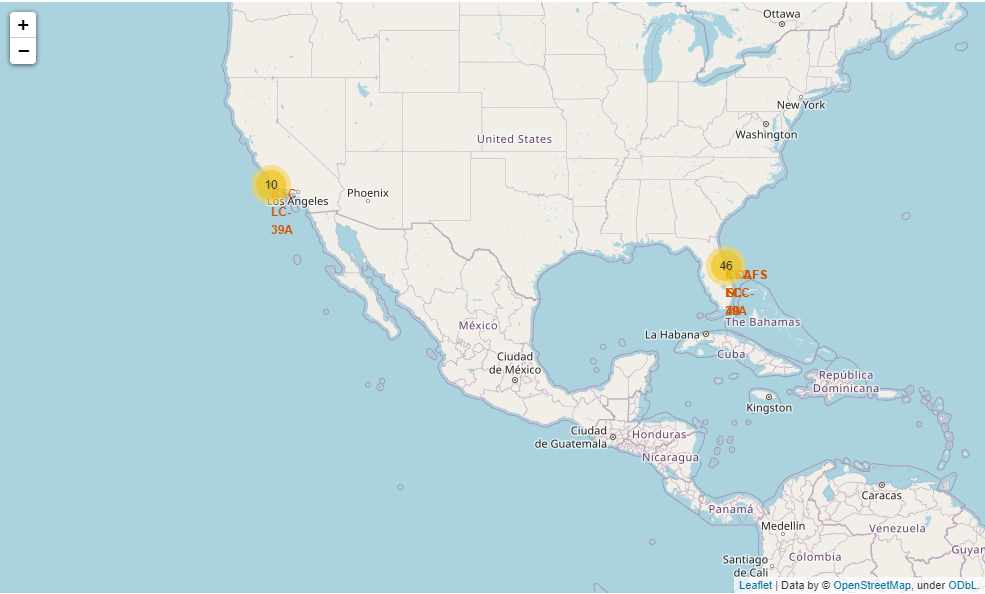 +
−
Ottawa
New York
Washington
United States
10
KSC
Los Angeles
LC-
39A
Phoenix
46
The Bahamas
La Habana
Cuba
México
Ciudad
de México
República
Dominicana
Kingston
Ciudad
de Guatemala
Honduras
Nicaragua
Caracas
Panamá
Medellín
Venezuela
Guyan
Colombia
Santiago
de Cali
Leaflet | Data by © OpenStreetMap, under ODbL.